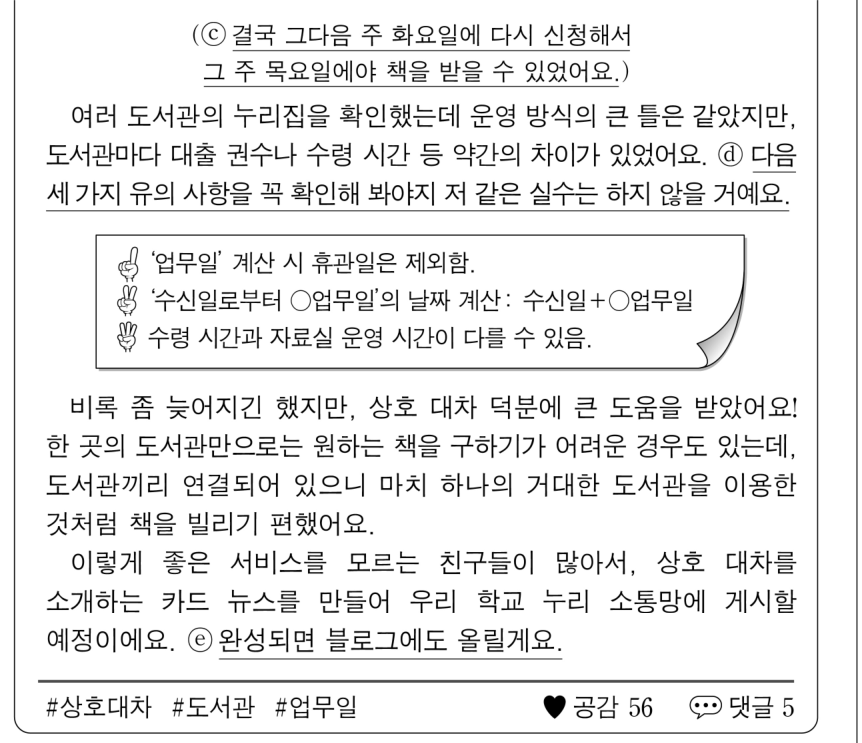 (ⓒ 결국 그다음 주 화요일에 다시 신청해서
그 주 목요일에야 책을 받을 수 있었어요.)
여러 도서관의 누리집을 확인했는데 운영 방식의 큰 틀은 같았지만,
도서관마다 대출 권수나 수령 시간 등 약간의 차이가 있었어요. ⓓ 다음
세 가지 유의 사항을 꼭 확인해 봐야지 저 같은 실수는 하지 않을 거예요.
‘업무일’ 계산 시 휴관일은 제외함.
‘수신일로부터 ○업무일’의 날짜 계산 : 수신일+○업무일
수령 시간과 자료실 운영 시간이 다를 수 있음.
비록 좀 늦어지긴 했지만, 상호 대차 덕분에 큰 도움을 받았어요!
한 곳의 도서관만으로는 원하는 책을 구하기가 어려운 경우도 있는데,
도서관끼리 연결되어 있으니 마치 하나의 거대한 도서관을 이용한
것처럼 책을 빌리기 편했어요.
이렇게 좋은 서비스를 모르는 친구들이 많아서, 상호 대차를
소개하는 카드 뉴스를 만들어 우리 학교 누리 소통망에 게시할
예정이에요. ⓔ 완성되면 블로그에도 올릴게요.
#상호대차 #도서관 #업무일 ♥ 공감 56 💬 댓글 5